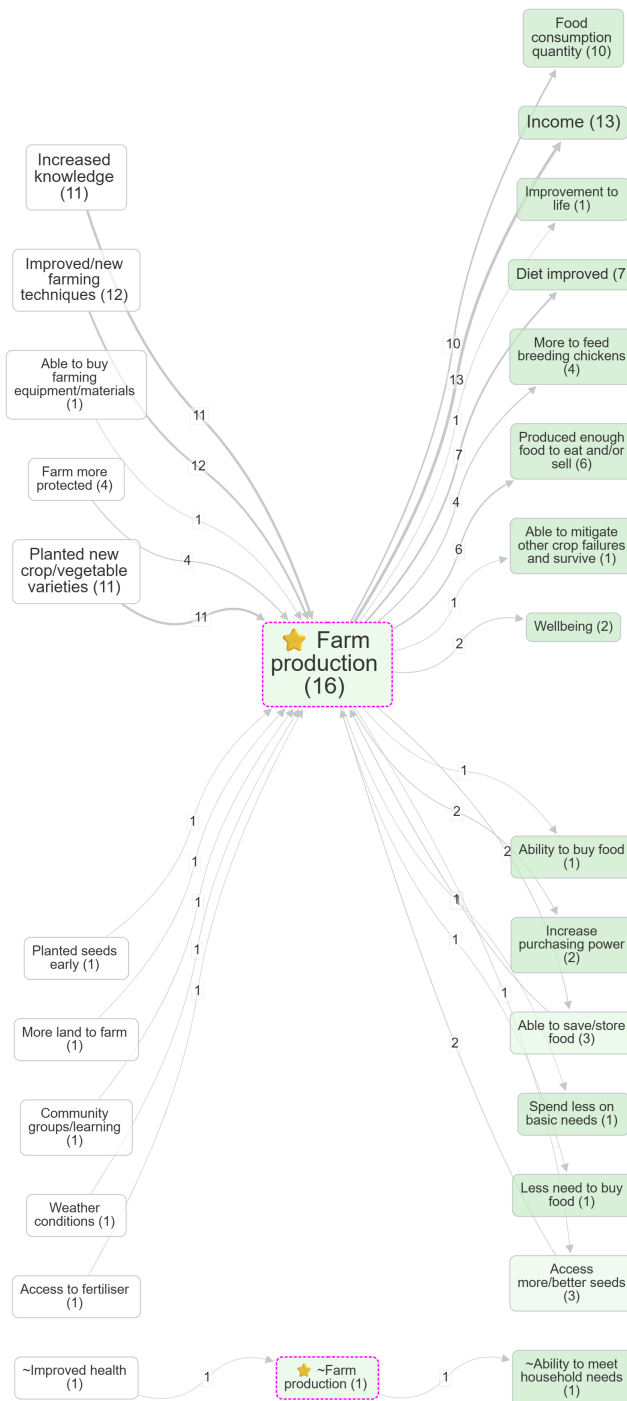 Food
consumption
quantity (10)
Income (13)
Increased
knowledge
(11)
Improvement to
life (1)
Improved/new
farming
techniques (12)
Diet improved (7
10
More to feed
breeding chickens
(4)
Able to buy
farming
equipment/materials
(1)
13
1
11
7
Produced enough
food to eat and/or
sell (6)
12
Farm more
protected (4)
4
1
6
Able to mitigate
other crop failures
and survive (1)
Planted new
crop/vegetable
varieties (11)
4
1
11
2
Wellbeing (2)
Farm
production
(16)
1
2
1
2
Ability to buy food
(1)
1
1
1
Increase
purchasing power
(2)
1
1
Planted seeds
early (1)
1
1
Able to save/store
food (3)
More land to farm
(1)
2
Spend less on
basic needs (1)
Community
groups/learning
(1)
Less need to buy
food (1)
Weather
conditions (1)
Access
more/better seeds
(3)
Access to fertiliser
(1)
~Improved health
(1)
1
~Farm
production (1)
1
~Ability to meet
household needs
(1)